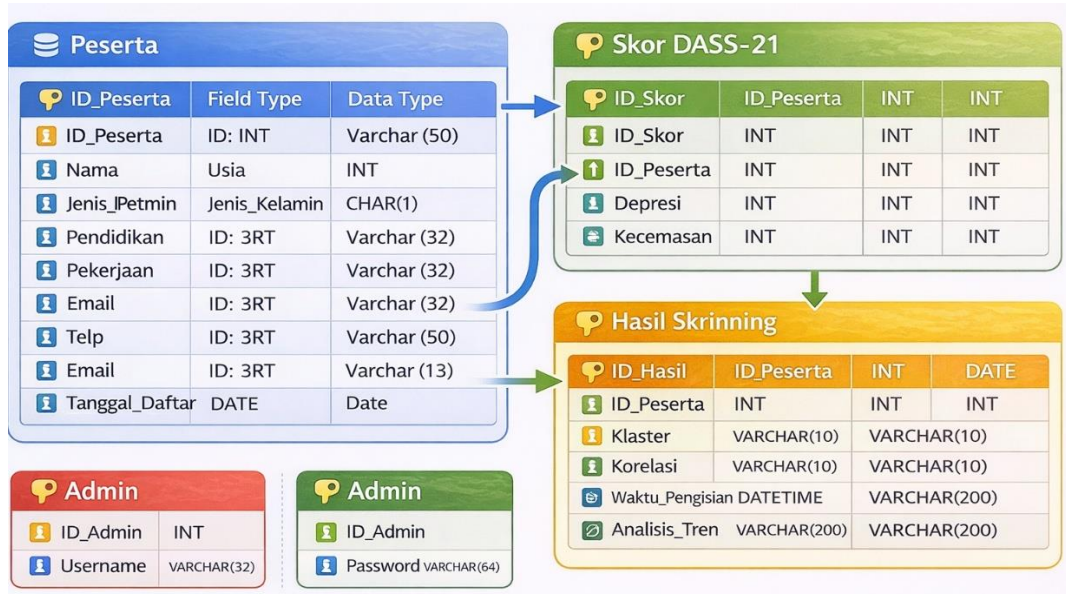 Peserta
ID_Peserta Field Type Data Type
ID_Peserta ID: INT Varchar (50)
Nama Usia INT
Jenis_lPetmin Jenis_Kelamin CHAR(1)
Pendidikan ID: 3RT Varchar (32)
Pekerjaan ID: 3RT Varchar (32)
Email ID: 3RT Varchar (32)
Telp ID: 3RT Varchar (50)
Email ID: 3RT Varchar (13)
Tanggal_Daftar DATE Date
Skor DASS-21
ID_Skor ID_Peserta INT INT
ID_Skor INT INT INT
ID_Peserta INT INT INT
Depresi INT INT INT
Kecemasan INT INT INT
Hasil Skrinning
ID_Hasil ID_Peserta INT DATE
ID_Peserta INT INT INT
Klaster VARCHAR(10) VARCHAR(10)
Korelasi VARCHAR(10) VARCHAR(10)
Waktu_Pengisian DATETIME VARCHAR(200)
Analisis_Tren VARCHAR(200) VARCHAR(200)
Admin
ID_Admin INT
Username VARCHAR(32)
Admin
ID_Admin
Password VARCHAR(64)